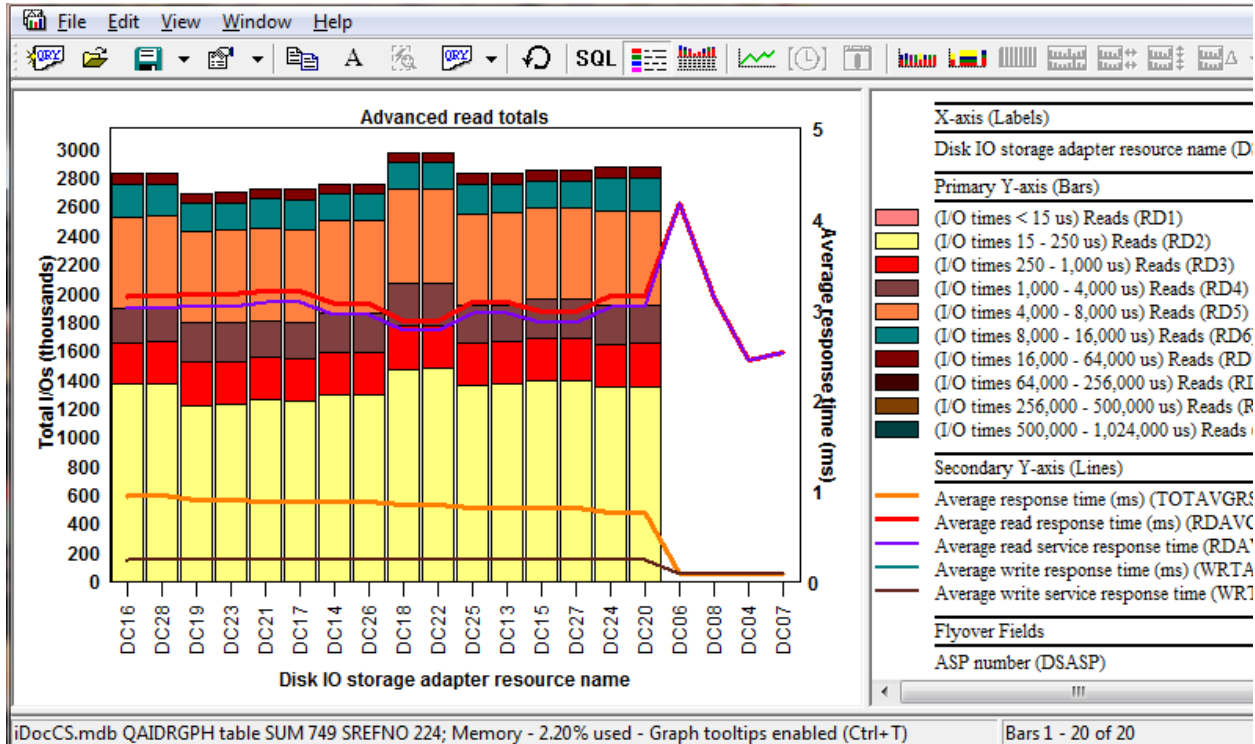 File Edit View Window Help
QRY A QRY SQL
Advanced read totals
5
4
3
2
1
0
3000
2800
2600
2400
2200
2000
1800
1600
1400
1200
1000
800
600
400
200
0
Total I/Os (thousands)
Average response time (ms)
DC16 DC28 DC19 DC23 DC21 DC17 DC14 DC26 DC18 DC22 DC25 DC13 DC15 DC27 DC24 DC20 DC06 DC08 DC04 DC07
Disk IO storage adapter resource name
X-axis (Labels)
Disk IO storage adapter resource name (DS
Primary Y-axis (Bars)
(I/O times < 15 us) Reads (RD1)
(I/O times 15 - 250 us) Reads (RD2)
(I/O times 250 - 1,000 us) Reads (RD3)
(I/O times 1,000 - 4,000 us) Reads (RD4)
(I/O times 4,000 - 8,000 us) Reads (RD5)
(I/O times 8,000 - 16,000 us) Reads (RD6
(I/O times 16,000 - 64,000 us) Reads (RD
(I/O times 64,000 - 256,000 us) Reads (RD
(I/O times 256,000 - 500,000 us) Reads (R
(I/O times 500,000 - 1,024,000 us) Reads
Secondary Y-axis (Lines)
Average response time (ms) (TOTAVGRS
Average read response time (ms) (RDAVG
Average read service response time (RDAV
Average write response time (ms) (WRTA
Average write service response time (WRT
Flyover Fields
ASP number (DSASP)
iDocCS.mdb QAIDRGPH table SUM 749 SREFNO 224; Memory - 2.20% used - Graph tooltips enabled (Ctrl+T)
Bars 1 - 20 of 20